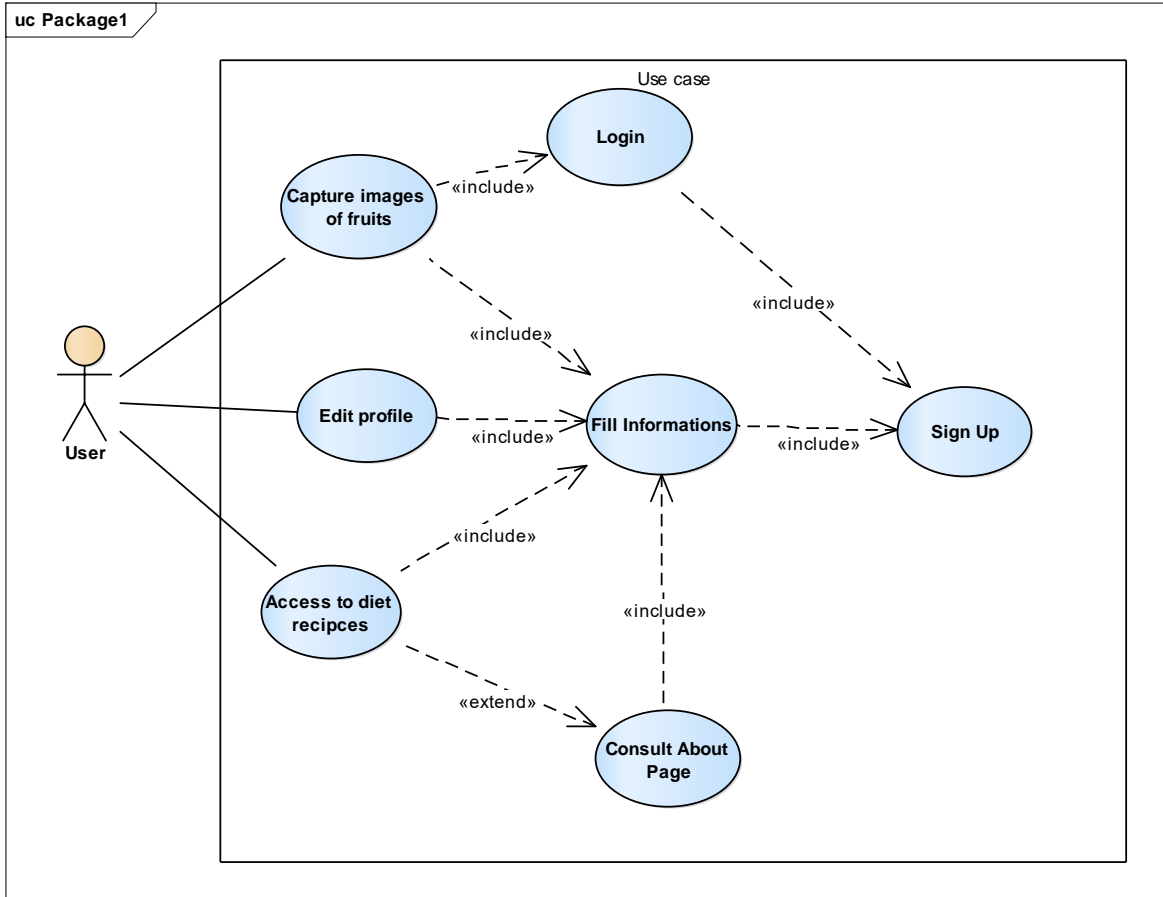 uc Package1
Use case
Login
Capture images
of fruits
«include»
«include»
«include»
Edit profile
«include»
Fill Informations
«include»
Sign Up
User
«include»
Access to diet
recipces
«include»
«extend»
Consult About
Page